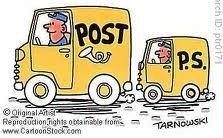 POST
P.S.
TARNOWSKI
© Original Artist
Reproduction rights obtainable from
www.CartoonStock.com